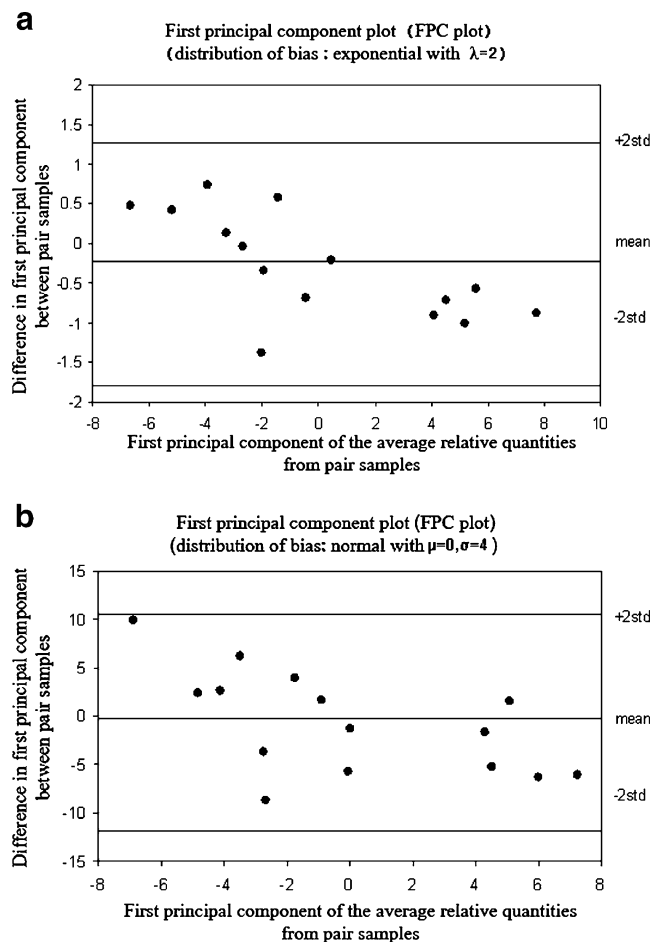 a
First principal component plot (FPC plot)
(distribution of bias : exponential with λ=2)
2
1.5
1
0.5
0
-0.5
-1
-1.5
-2
-8 -6 -4 -2 0 2 4 6 8 10
+2std
mean
-2std
Difference in first principal component
between pair samples
First principal component of the average relative quantities
from pair samples
b
First principal component plot (FPC plot)
(distribution of bias: normal with μ=0,σ=4 )
15
10
5
0
-5
-10
-15
-8 -6 -4 -2 0 2 4 6 8
+2std
mean
-2std
Difference in first principal component
between pair samples
First principal component of the average relative quantities
from pair samples